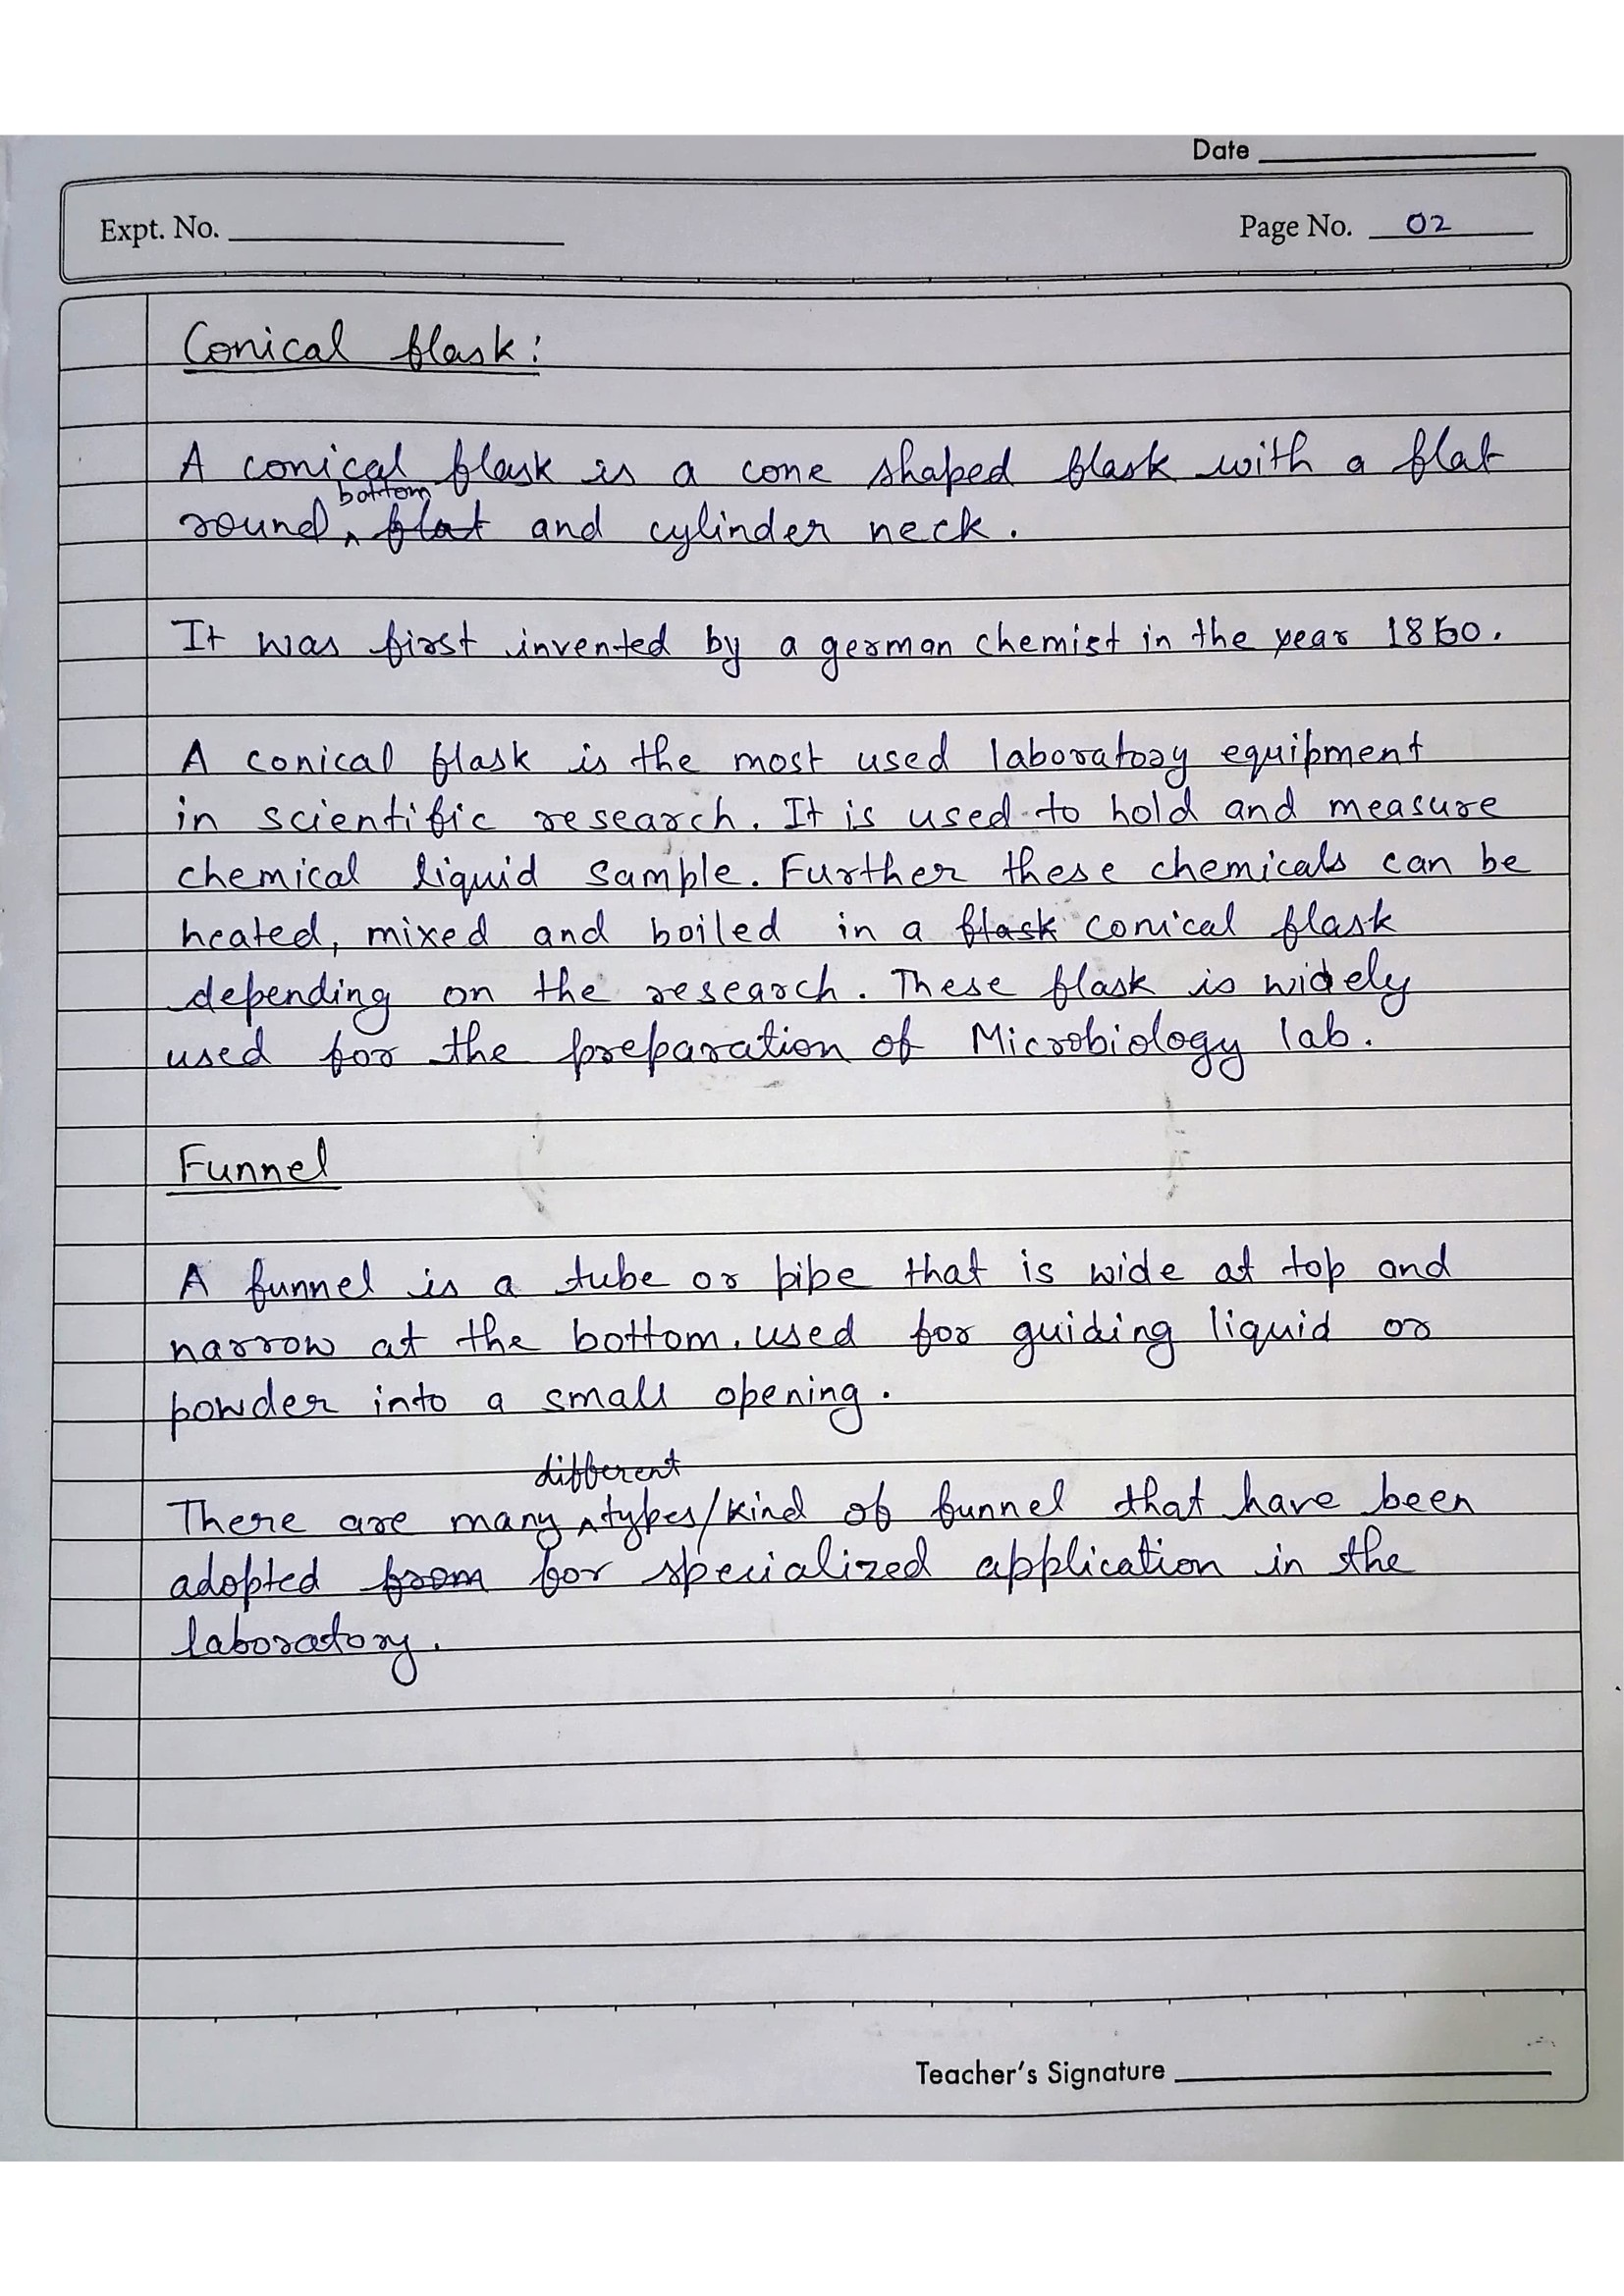 Date
Expt. No.
Page No. 02
Conical flask:
A conical flask is a cone shaped flask with a flat
bottom
round flat and cylinder neck.
It was first invented by a german chemist in the year 1860.
A conical flask is the most used laboratory equipment
in scientific research. It is used to hold and measure
chemical liquid sample. Further these chemicals can be
heated, mixed and boiled in a flask conical flask
depending on the research. These flask is widely
used for the preparation of Microbiology lab.
Funnel
A funnel is a tube or pipe that is wide at top and
narrow at the bottom. used for guiding liquid or
powder into a small opening.
different
There are many types/kind of funnel that have been
adopted from for specialized application in the
laboratory.
Teacher's Signature